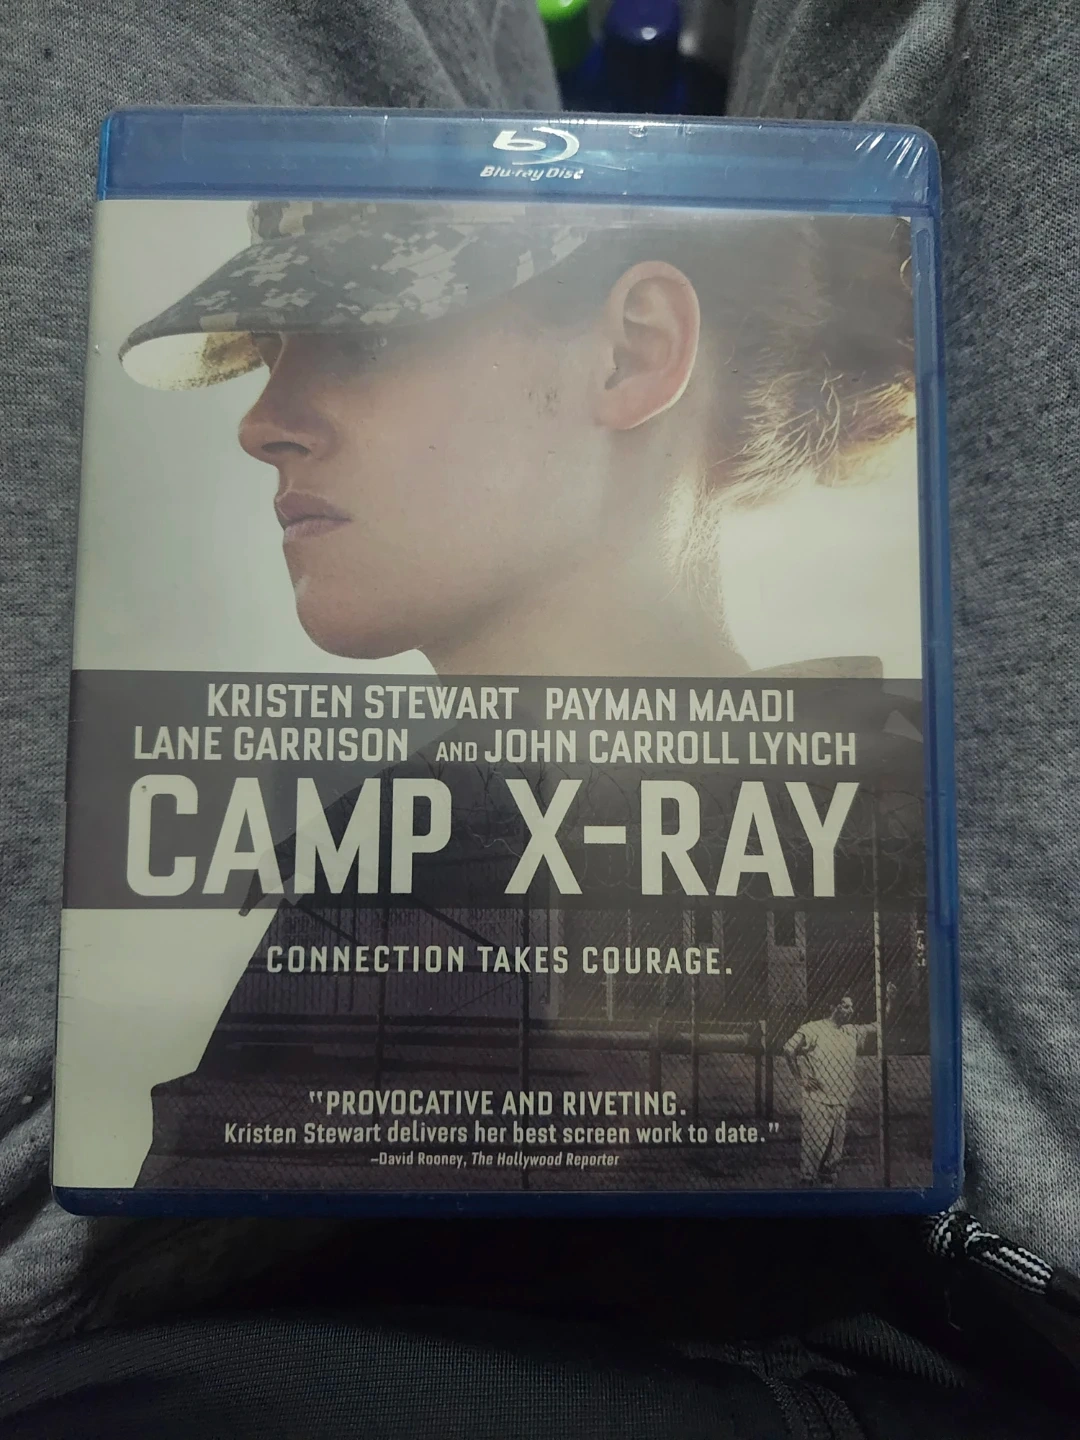 Blu-ray Disc
KRISTEN STEWART PAYMAN MAADI
LANE GARRISON AND JOHN CARROLL LYNCH
CAMP X-RAY
CONNECTION TAKES COURAGE.
"PROVOCATIVE AND RIVETING.
Kristen Stewart delivers her best screen work to date."
–David Rooney, The Hollywood Reporter